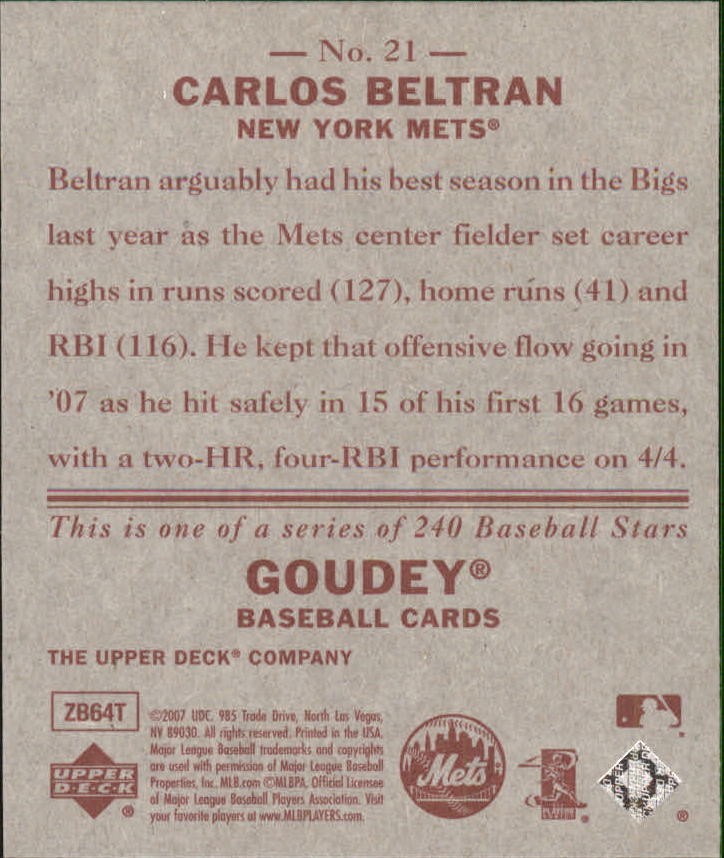 — No. 21 —
CARLOS BELTRAN
NEW YORK METS®
Beltran arguably had his best season in the Bigs
last year as the Mets center fielder set career
highs in runs scored (127), home runs (41) and
RBI (116). He kept that offensive flow going in
'07 as he hit safely in 15 of his first 16 games,
with a two-HR, four-RBI performance on 4/4.
This is one of a series of 240 Baseball Stars
GOUDEY®
BASEBALL CARDS
THE UPPER DECK® COMPANY
ZB64T
UPPER
D·E·C·K
®
©2007 UDC. 985 Trade Drive, North Las Vegas,
NV 89030. All rights reserved. Printed in the USA.
Major League Baseball trademarks and copyrights
are used with permission of Major League Baseball
Properties, Inc. MLB.com ©MLBPA. Official Licensee
of Major League Baseball Players Association. Visit
your favorite players at www.MLBPLAYERS.com.
Mets
®
®